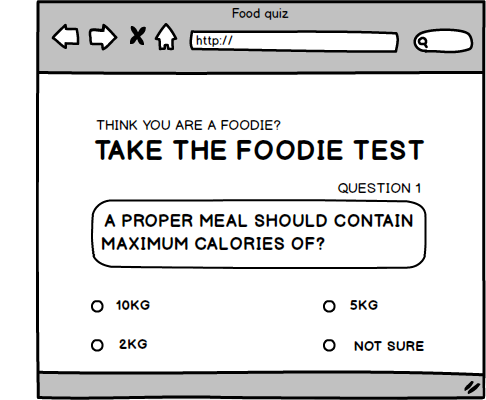 Food quiz
http://
THINK YOU ARE A FOODIE?
TAKE THE FOODIE TEST
QUESTION 1
A PROPER MEAL SHOULD CONTAIN
MAXIMUM CALORIES OF?
10KG
5KG
2KG
NOT SURE